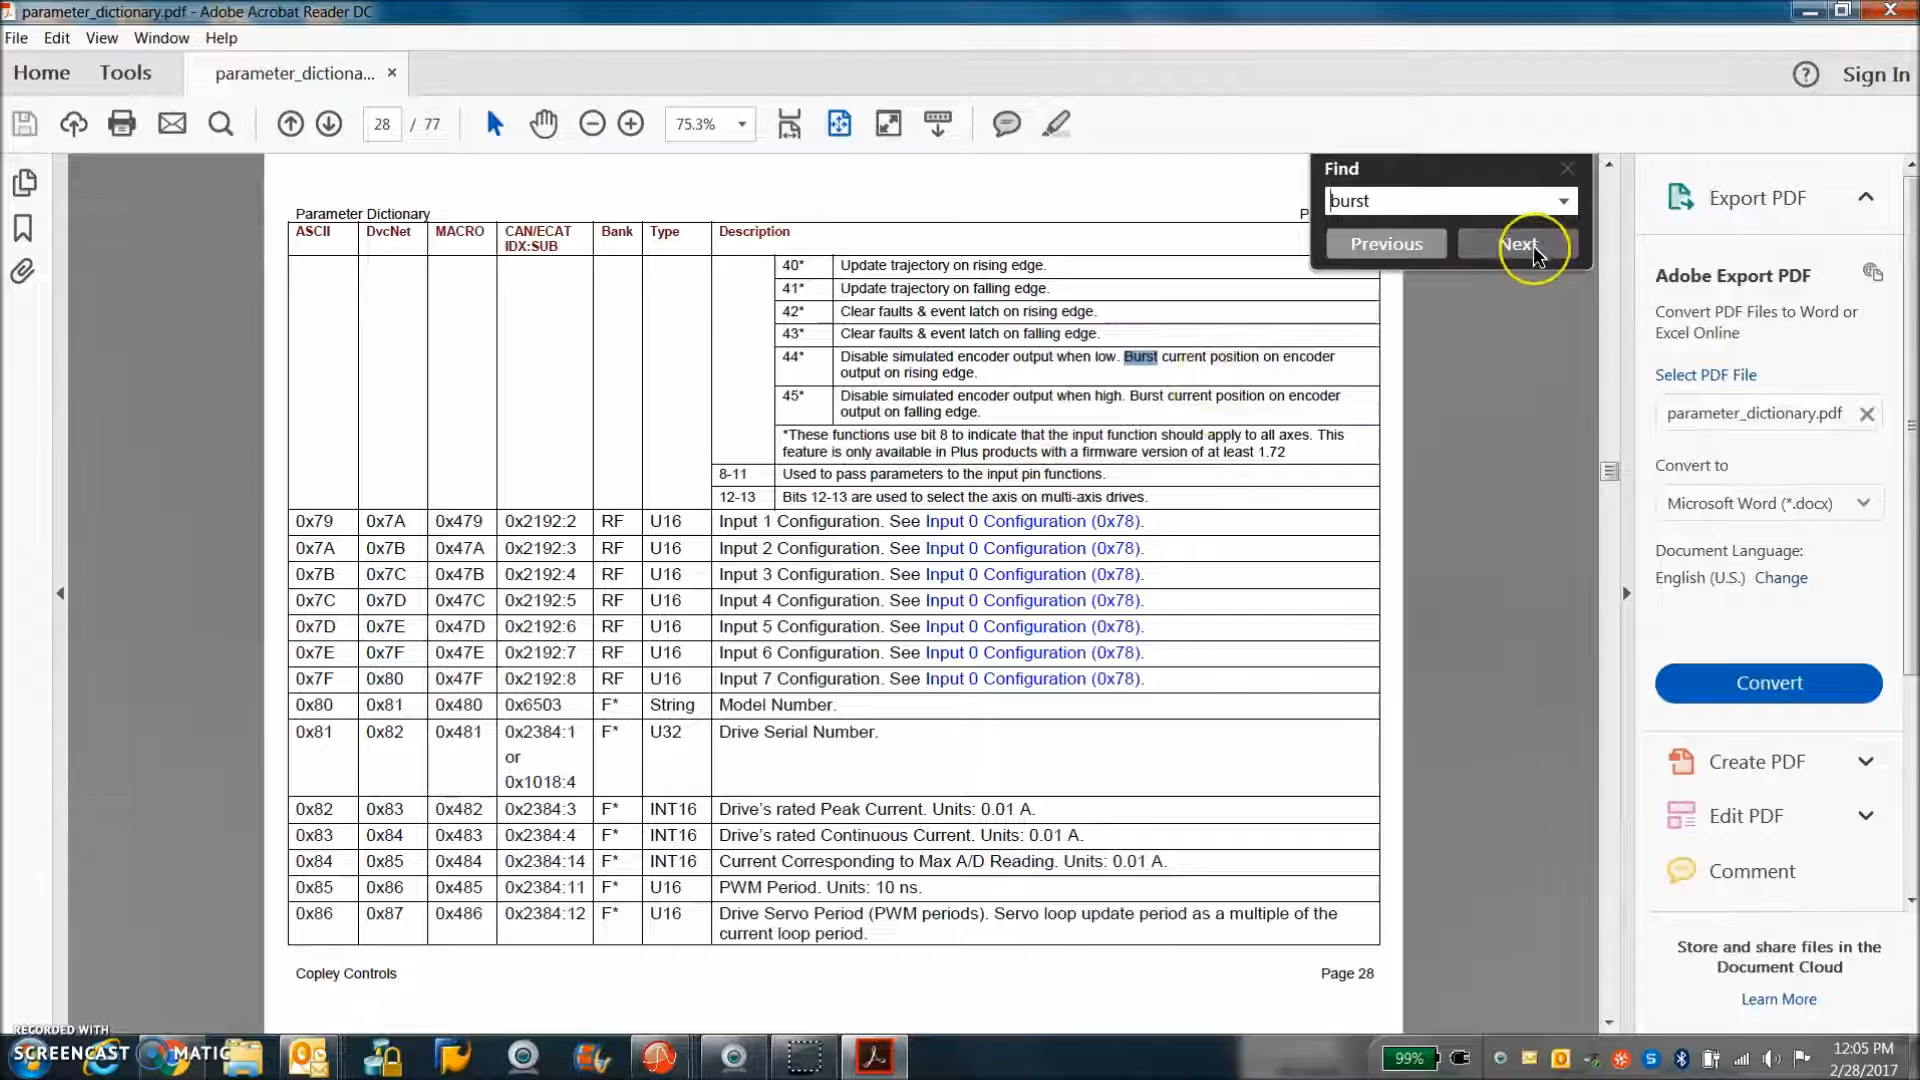 parameter_dictionary.pdf - Adobe Acrobat Reader DC
File Edit View Window Help
Home Tools parameter_dictiona... × Sign In
28 / 77 75.3%
Find
burst
Previous Next
Parameter Dictionary P
ASCII DvcNet MACRO CAN/ECAT IDX:SUB Bank Type Description
40* Update trajectory on rising edge.
41* Update trajectory on falling edge.
42* Clear faults & event latch on rising edge.
43* Clear faults & event latch on falling edge.
44* Disable simulated encoder output when low. Burst current position on encoder
output on rising edge.
45* Disable simulated encoder output when high. Burst current position on encoder
output on falling edge.
*These functions use bit 8 to indicate that the input function should apply to all axes. This
feature is only available in Plus products with a firmware version of at least 1.72
8-11 Used to pass parameters to the input pin functions.
12-13 Bits 12-13 are used to select the axis on multi-axis drives.
0x79 0x7A 0x479 0x2192:2 RF U16 Input 1 Configuration. See Input 0 Configuration (0x78).
0x7A 0x7B 0x47A 0x2192:3 RF U16 Input 2 Configuration. See Input 0 Configuration (0x78).
0x7B 0x7C 0x47B 0x2192:4 RF U16 Input 3 Configuration. See Input 0 Configuration (0x78).
0x7C 0x7D 0x47C 0x2192:5 RF U16 Input 4 Configuration. See Input 0 Configuration (0x78).
0x7D 0x7E 0x47D 0x2192:6 RF U16 Input 5 Configuration. See Input 0 Configuration (0x78).
0x7E 0x7F 0x47E 0x2192:7 RF U16 Input 6 Configuration. See Input 0 Configuration (0x78).
0x7F 0x80 0x47F 0x2192:8 RF U16 Input 7 Configuration. See Input 0 Configuration (0x78).
0x80 0x81 0x480 0x6503 F* String Model Number.
0x81 0x82 0x481 0x2384:1 F* U32 Drive Serial Number.
or
0x1018:4
0x82 0x83 0x482 0x2384:3 F* INT16 Drive's rated Peak Current. Units: 0.01 A.
0x83 0x84 0x483 0x2384:4 F* INT16 Drive's rated Continuous Current. Units: 0.01 A.
0x84 0x85 0x484 0x2384:14 F* INT16 Current Corresponding to Max A/D Reading. Units: 0.01 A.
0x85 0x86 0x485 0x2384:11 F* U16 PWM Period. Units: 10 ns.
0x86 0x87 0x486 0x2384:12 F* U16 Drive Servo Period (PWM periods). Servo loop update period as a multiple of the
current loop period.
Copley Controls Page 28
Export PDF
Adobe Export PDF
Convert PDF Files to Word or
Excel Online
Select PDF File
parameter_dictionary.pdf
Convert to
Microsoft Word (*.docx)
Document Language:
English (U.S.) Change
Convert
Create PDF
Edit PDF
Comment
Store and share files in the
Document Cloud
Learn More
RECORDED WITH
SCREENCAST MATIC
99%
12:05 PM
2/28/2017